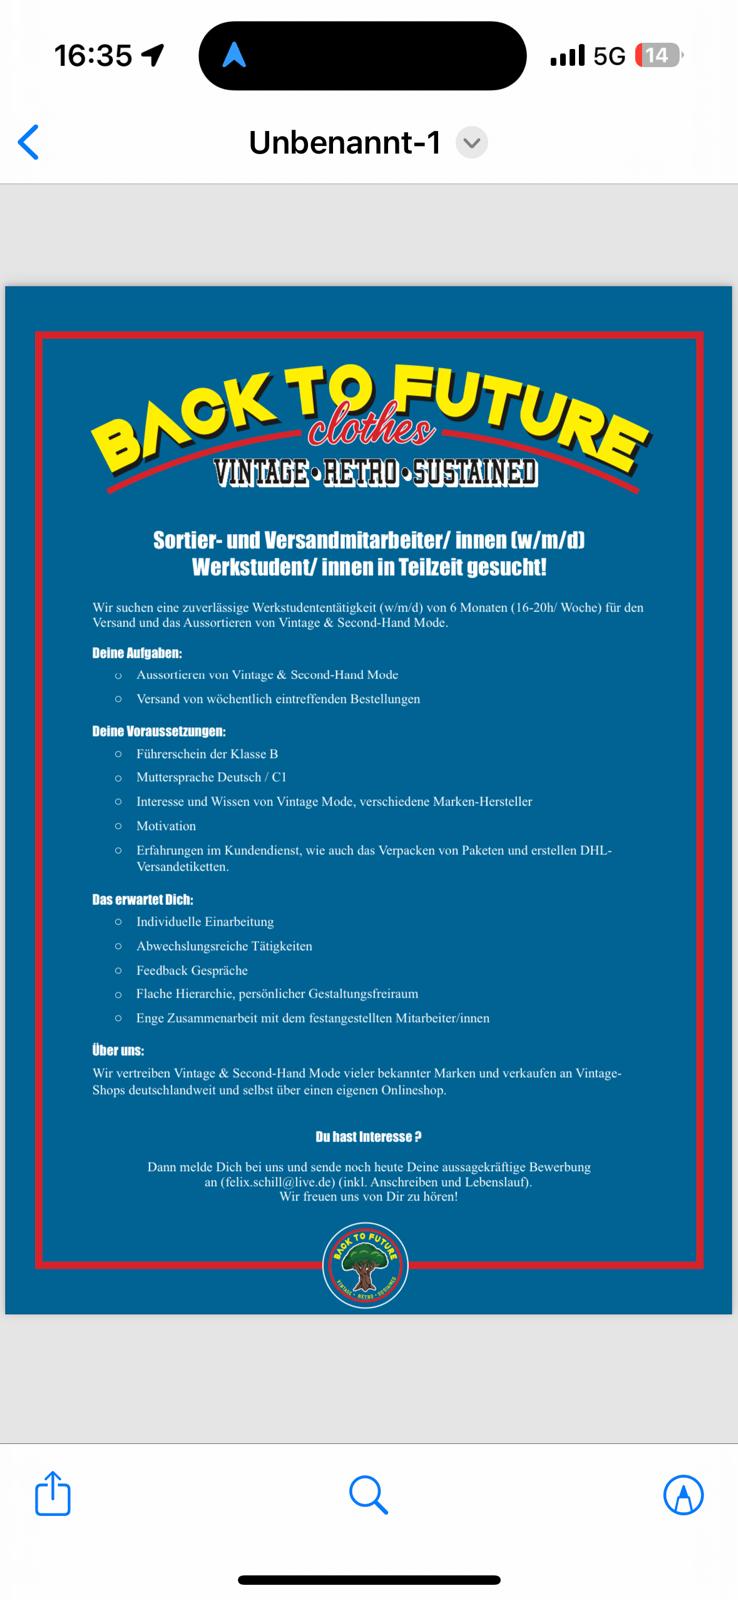 16:35
5G
14
Unbenannt-1
BACK TO FUTURE
clothes
VINTAGE•RETRO•SUSTAINED
Sortier- und Versandmitarbeiter/ innen (w/m/d)
Werkstudent/ innen in Teilzeit gesucht!
Wir suchen eine zuverlässige Werkstudententätigkeit (w/m/d) von 6 Monaten (16-20h/ Woche) für den
Versand und das Aussortieren von Vintage & Second-Hand Mode.
Deine Aufgaben:
○ Aussortieren von Vintage & Second-Hand Mode
○ Versand von wöchentlich eintreffenden Bestellungen
Deine Voraussetzungen:
○ Führerschein der Klasse B
○ Muttersprache Deutsch / C1
○ Interesse und Wissen von Vintage Mode, verschiedene Marken-Hersteller
○ Motivation
○ Erfahrungen im Kundendienst, wie auch das Verpacken von Paketen und erstellen DHL-
Versandetiketten.
Das erwartet Dich:
○ Individuelle Einarbeitung
○ Abwechslungsreiche Tätigkeiten
○ Feedback Gespräche
○ Flache Hierarchie, persönlicher Gestaltungsfreiraum
○ Enge Zusammenarbeit mit dem festangestellten Mitarbeiter/innen
Über uns:
Wir vertreiben Vintage & Second-Hand Mode vieler bekannter Marken und verkaufen an Vintage-
Shops deutschlandweit und selbst über einen eigenen Onlineshop.
Du hast Interesse ?
Dann melde Dich bei uns und sende noch heute Deine aussagekräftige Bewerbung
an (felix.schill@live.de) (inkl. Anschreiben und Lebenslauf).
Wir freuen uns von Dir zu hören!
BACK TO FUTURE
VINTAGE • RETRO • SUSTAINED